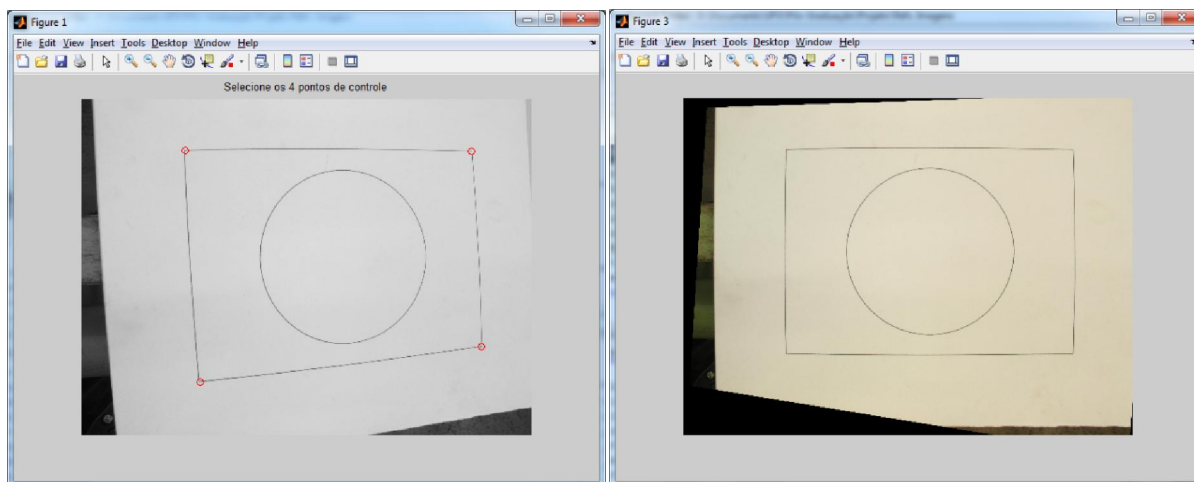 Figure 1
File Edit View Insert Tools Desktop Window Help
Selecione os 4 pontos de controle
Figure 3
File Edit View Insert Tools Desktop Window Help